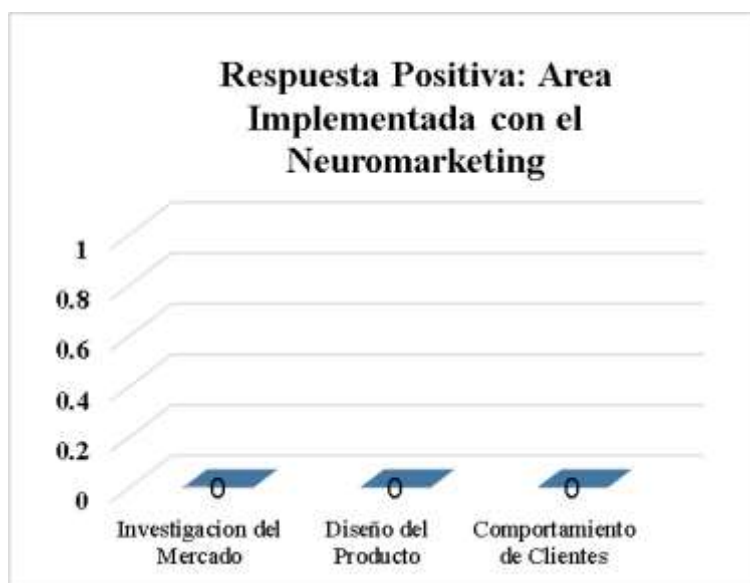 Respuesta Positiva: Area
Implementada con el
Neuromarketing
1
0.8
0.6
0.4
0.2
0
0
0
0
Investigacion del
Mercado
Diseño del
Producto
Comportamiento
de Clientes